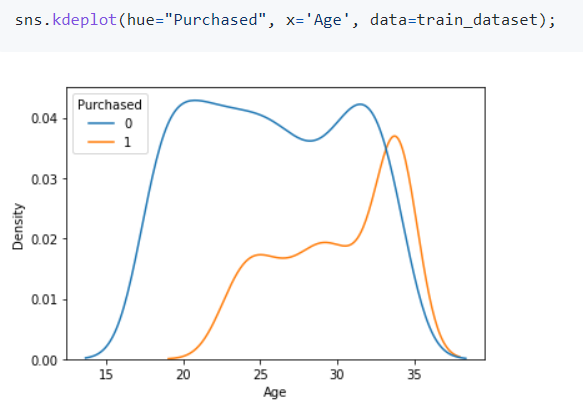 sns.kdeplot(hue="Purchased", x='Age', data=train_dataset);
Purchased
0
1
0.04
0.03
0.02
0.01
0.00
Density
15 20 25 30 35
Age